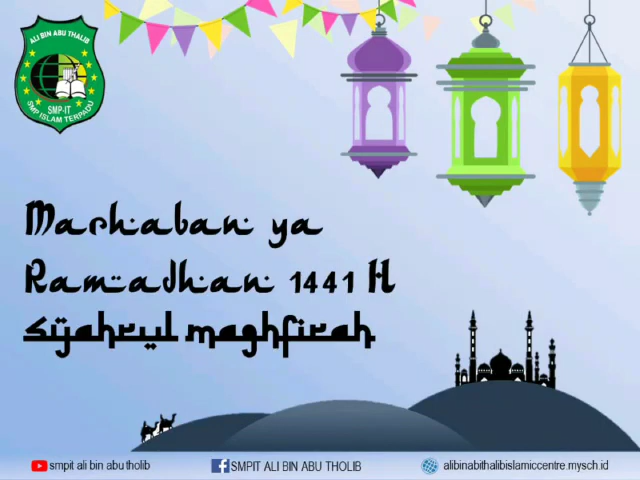 ALI BIN ABU THALIB
SMP-IT
SMP ISLAM TERPADU
Marhaban ya
Ramadhan 1441 H
Syahrul maghfirah
smpit ali bin abu tholib
SMPIT ALI BIN ABU THOLIB
alibinabithalibislamiccentre.mysch.id